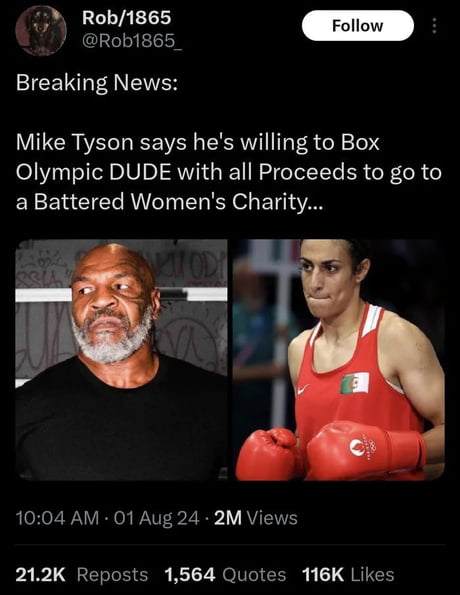 Rob/1865
Follow
@Rob1865_
Breaking News:
Mike Tyson says he's willing to Box
Olympic DUDE with all Proceeds to go to
a Battered Women's Charity...
10:04 AM · 01 Aug 24 · 2M Views
21.2K Reposts 1,564 Quotes 116K Likes